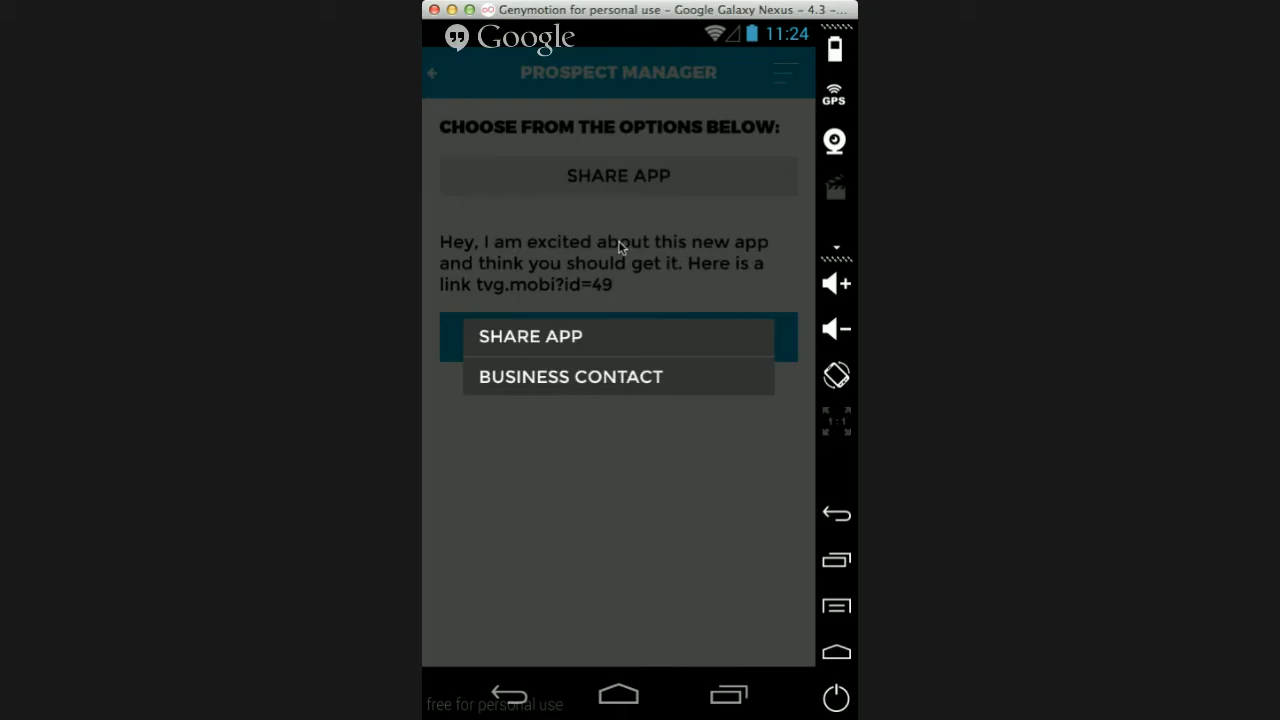 Genymotion for personal use - Google Galaxy Nexus - 4.3 -...
Google
11:24
GPS
PROSPECT MANAGER
CHOOSE FROM THE OPTIONS BELOW:
SHARE APP
Hey, I am excited about this new app
and think you should get it. Here is a
link tvg.mobi?id=49
SHARE APP
BUSINESS CONTACT
1:1
free for personal use